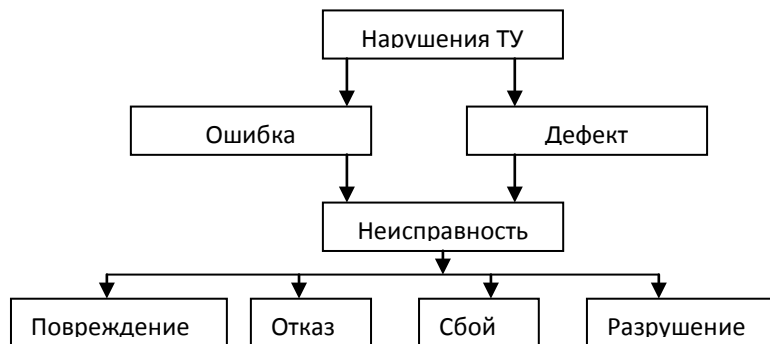 Нарушения ТУ
Ошибка
Дефект
Неисправность
Повреждение
Отказ
Сбой
Разрушение